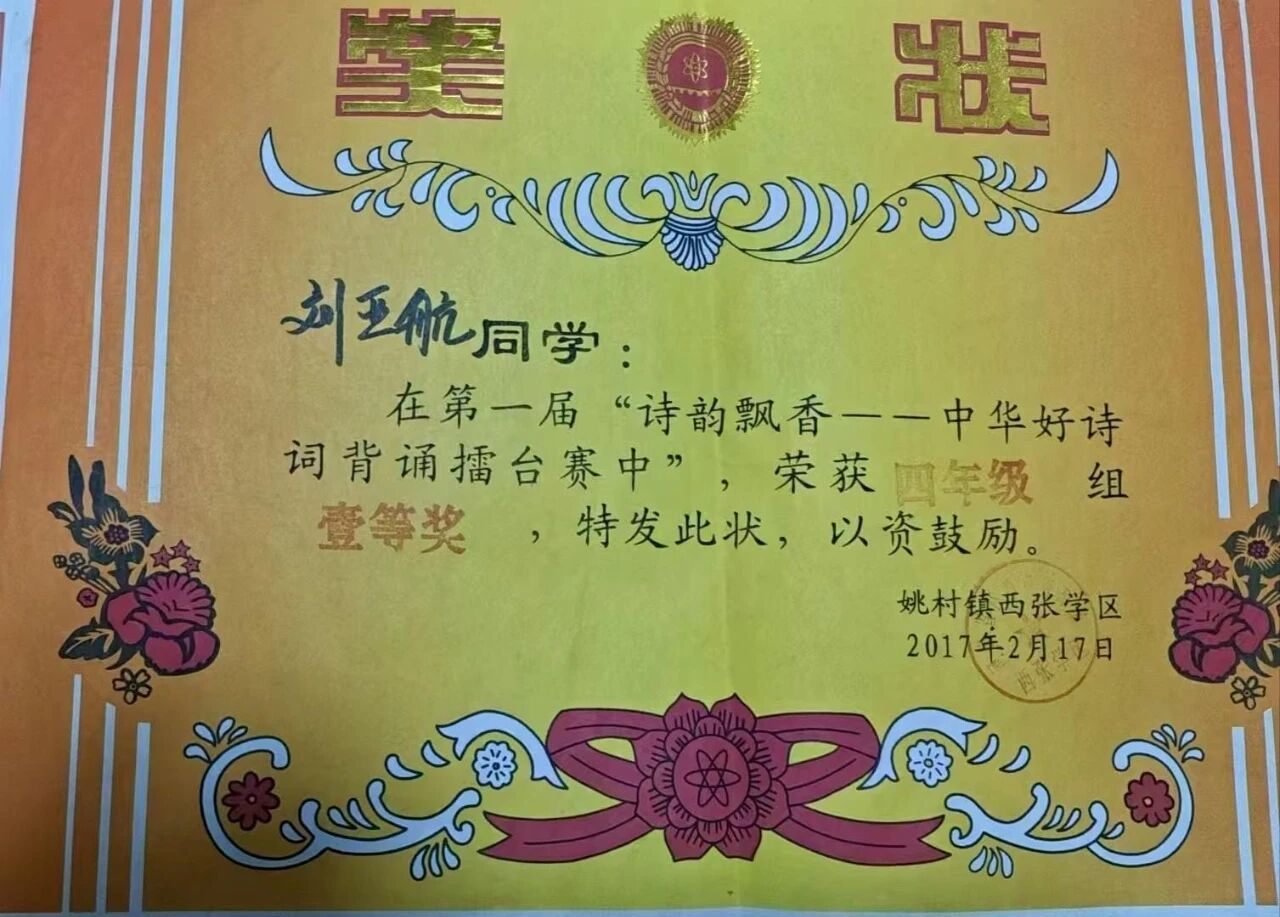 奖状
刘亚航同学：
在第一届“诗韵飘香——中华好诗
词背诵擂台赛中”，荣获四年级组
壹等奖，特发此状，以资鼓励。
姚村镇西张学区
2017年2月17日